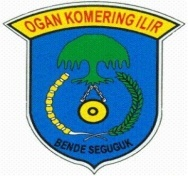 OGAN KOMERING ILIR
BENDE SEGUGUK